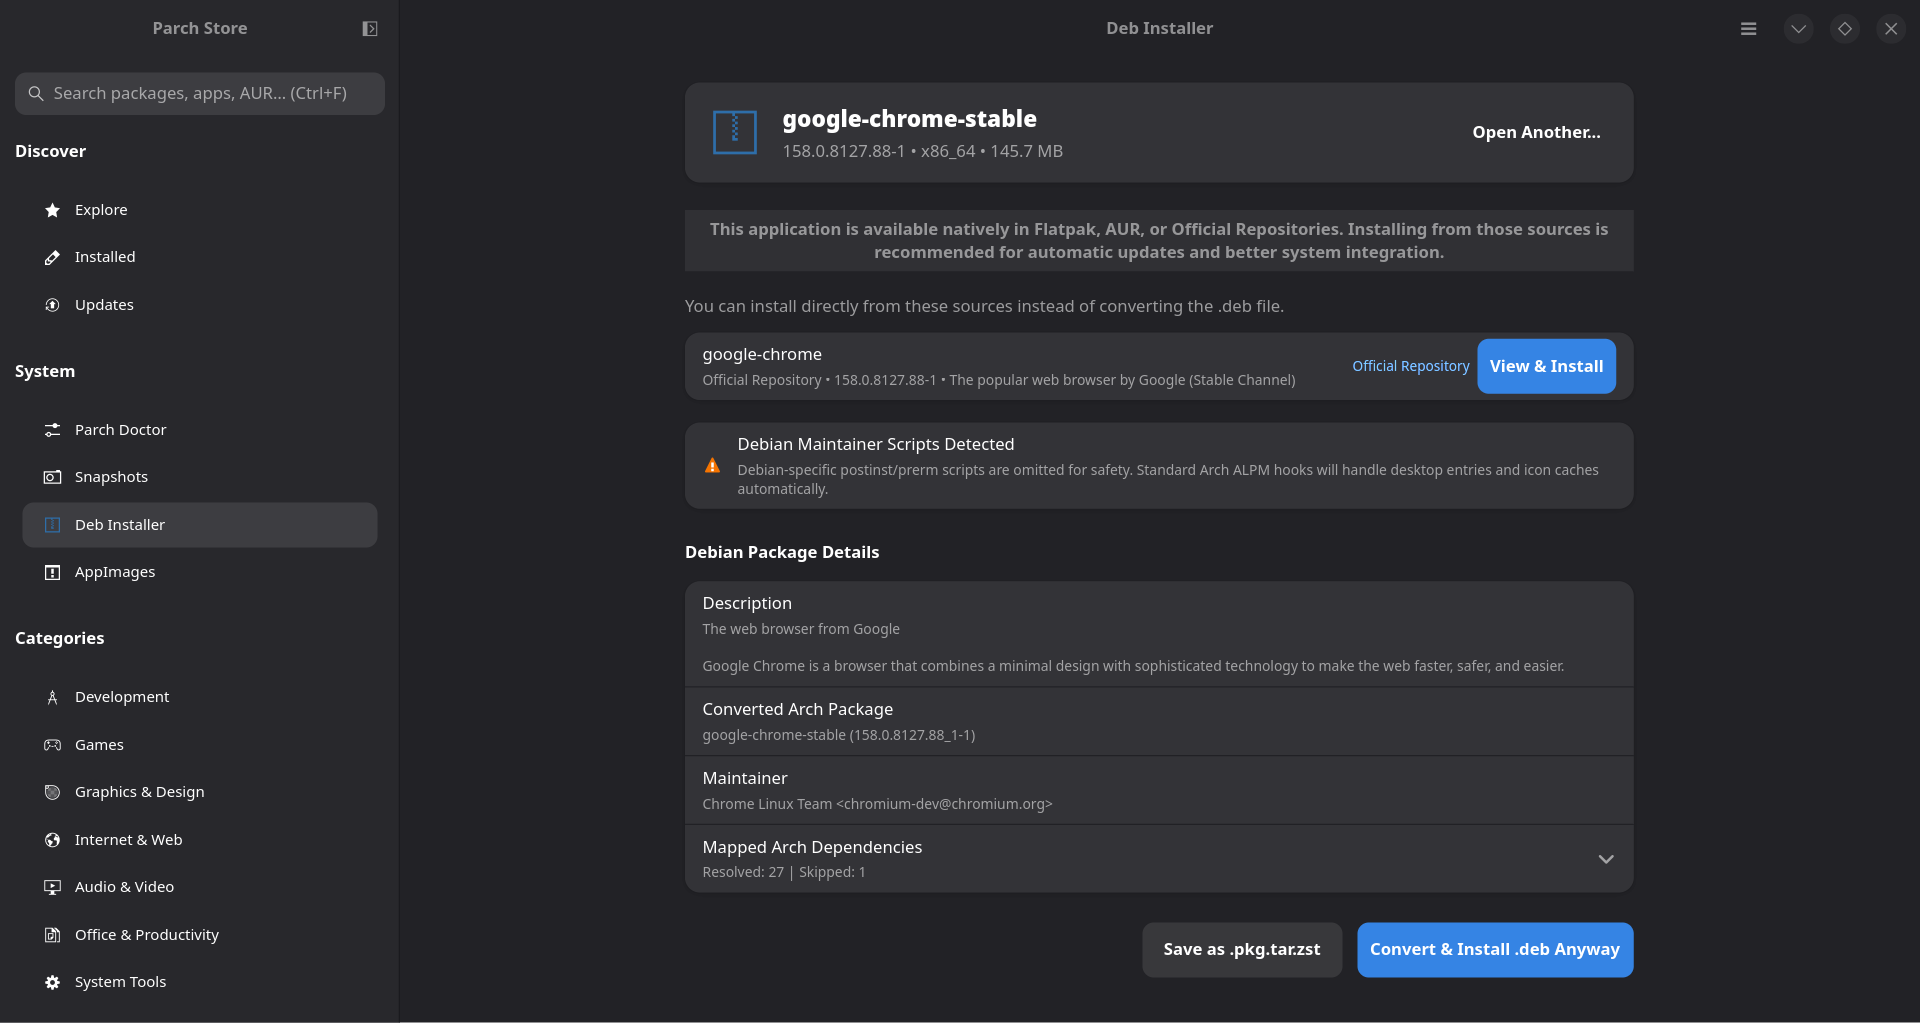 Parch Store
Search packages, apps, AUR... (Ctrl+F)
Discover
Explore
Installed
Updates
System
Parch Doctor
Snapshots
Deb Installer
AppImages
Categories
Development
Games
Graphics & Design
Internet & Web
Audio & Video
Office & Productivity
System Tools
Deb Installer
google-chrome-stable
158.0.8127.88-1 • x86_64 • 145.7 MB
Open Another...
This application is available natively in Flatpak, AUR, or Official Repositories. Installing from those sources is
recommended for automatic updates and better system integration.
You can install directly from these sources instead of converting the .deb file.
google-chrome
Official Repository • 158.0.8127.88-1 • The popular web browser by Google (Stable Channel)
Official Repository
View & Install
Debian Maintainer Scripts Detected
Debian-specific postinst/prerm scripts are omitted for safety. Standard Arch ALPM hooks will handle desktop entries and icon caches
automatically.
Debian Package Details
Description
The web browser from Google
Google Chrome is a browser that combines a minimal design with sophisticated technology to make the web faster, safer, and easier.
Converted Arch Package
google-chrome-stable (158.0.8127.88_1-1)
Maintainer
Chrome Linux Team <chromium-dev@chromium.org>
Mapped Arch Dependencies
Resolved: 27 | Skipped: 1
Save as .pkg.tar.zst
Convert & Install .deb Anyway